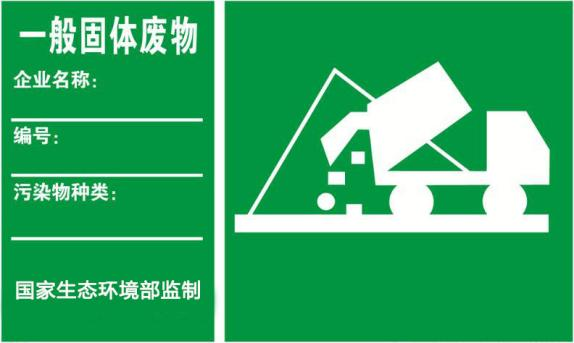 一般固体废物
企业名称：
编号：
污染物种类：
国家生态环境部监制